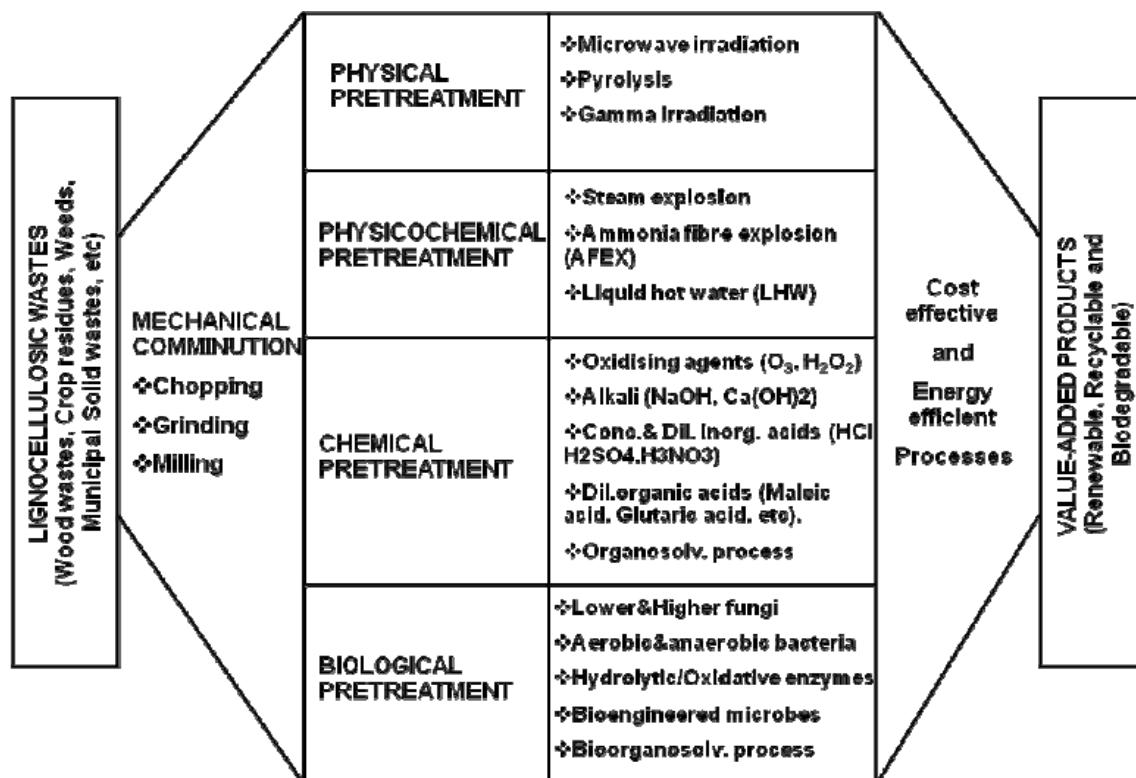 LIGNOCELLULOSIC WASTES
(Wood wastes, Crop residues, Weeds,
Municipal Solid wastes, etc)
MECHANICAL
COMMINUTION
❖Chopping
❖Grinding
❖Milling
PHYSICAL
PRETREATMENT
❖Microwave irradiation
❖Pyrolysis
❖Gamma irradiation
PHYSICOCHEMICAL
PRETREATMENT
❖Steam explosion
❖Ammonia fibre explosion
(AFEX)
❖Liquid hot water (LHW)
CHEMICAL
PRETREATMENT
❖Oxidising agents (O₃, H₂O₂)
❖Alkali (NaOH, Ca(OH)2)
❖Conc.& Dil. Inorg. acids (HCl
H2SO4.H3NO3)
❖Dil.organic acids (Maleic
acid. Glutaric acid. etc).
❖Organosolv. process
BIOLOGICAL
PRETREATMENT
❖Lower&Higher fungi
❖Aerobic&anaerobic bacteria
❖Hydrolytic/Oxidative enzymes
❖Bioengineered microbes
❖Bioorganosolv. process
Cost
effective
and
Energy
efficient
Processes
VALUE-ADDED PRODUCTS
(Renewable, Recyclable and
Biodegradable)